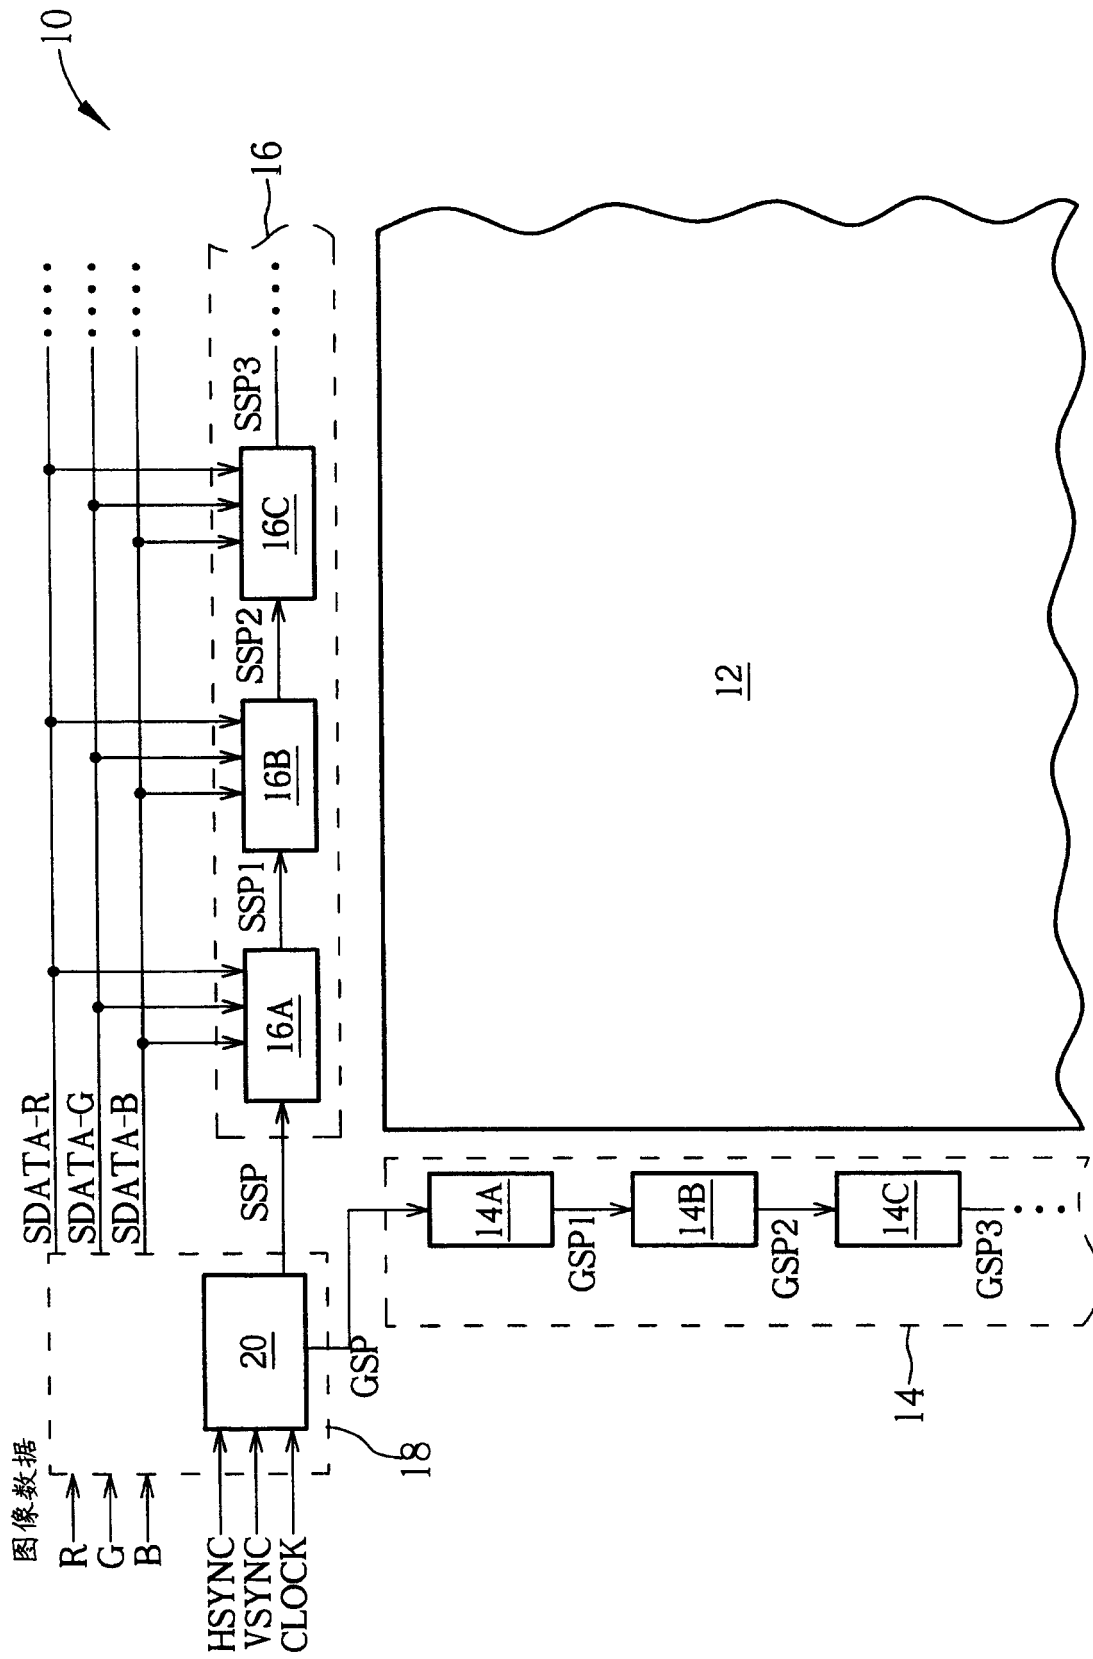 10
图像数据
R
G
B
HSYNC
VSYNC
CLOCK
SDATA-R
SDATA-G
SDATA-B
20
18
SSP
16A
SSP1
16B
SSP2
16C
SSP3
16
GSP
14A
GSP1
14B
GSP2
14C
GSP3
14
12